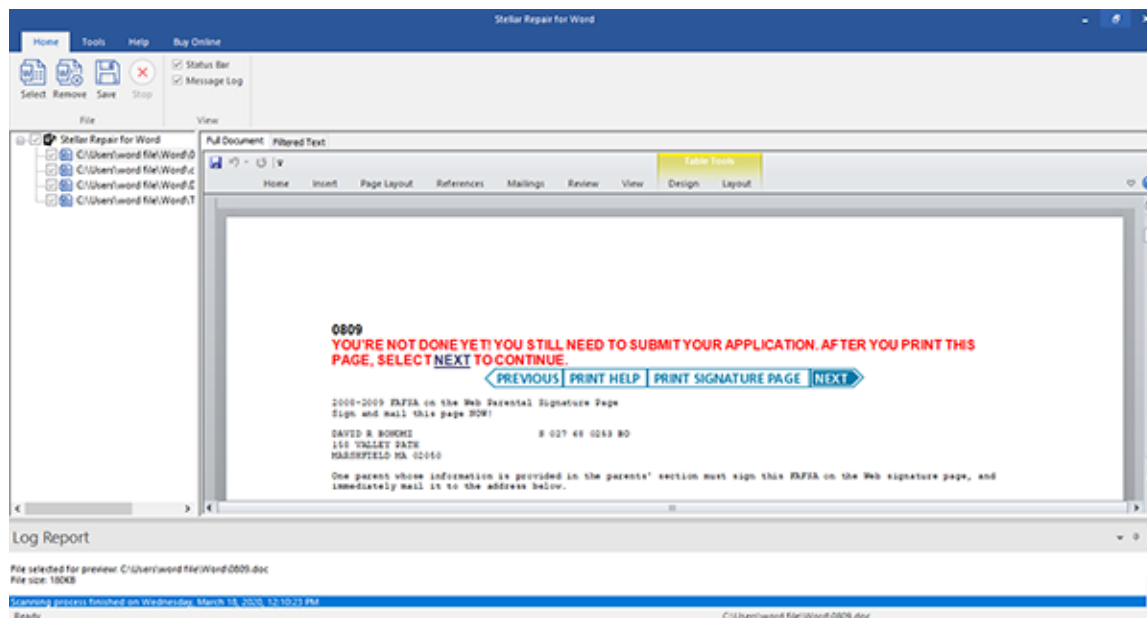 Stellar Repair for Word
Home Tools Help Buy Online
Select Remove Save Stop
Status Bar
Message Log
File View
Stellar Repair for Word
C:\Users\word file\Word\0
C:\Users\word file\Word\c
C:\Users\word file\Word\
C:\Users\word file\Word\T
Full Document Filtered Text
Table Tools
Home Insert Page Layout References Mailings Review View Design Layout
0809
YOU'RE NOT DONE YET! YOU STILL NEED TO SUBMIT YOUR APPLICATION. AFTER YOU PRINT THIS
PAGE, SELECT NEXT TO CONTINUE.
PREVIOUS PRINT HELP PRINT SIGNATURE PAGE NEXT
2008-2009 FAFSA on the Web Parental Signature Page
Sign and mail this page NOW!
DAVID R
VALLEY PATH
MARSHFIELD MA 02050
One parent whose information is provided in the parents' section must sign this FAFSA on the Web signature page, and
immediately mail it to the address below.
Log Report
File selected for preview: C:\Users\word file\Word\0809.doc
File size: 180KB
Scanning process finished on Wednesday, March 18, 2020, 12:10:23 PM
Ready C:\Users\word file\Word\0809.doc